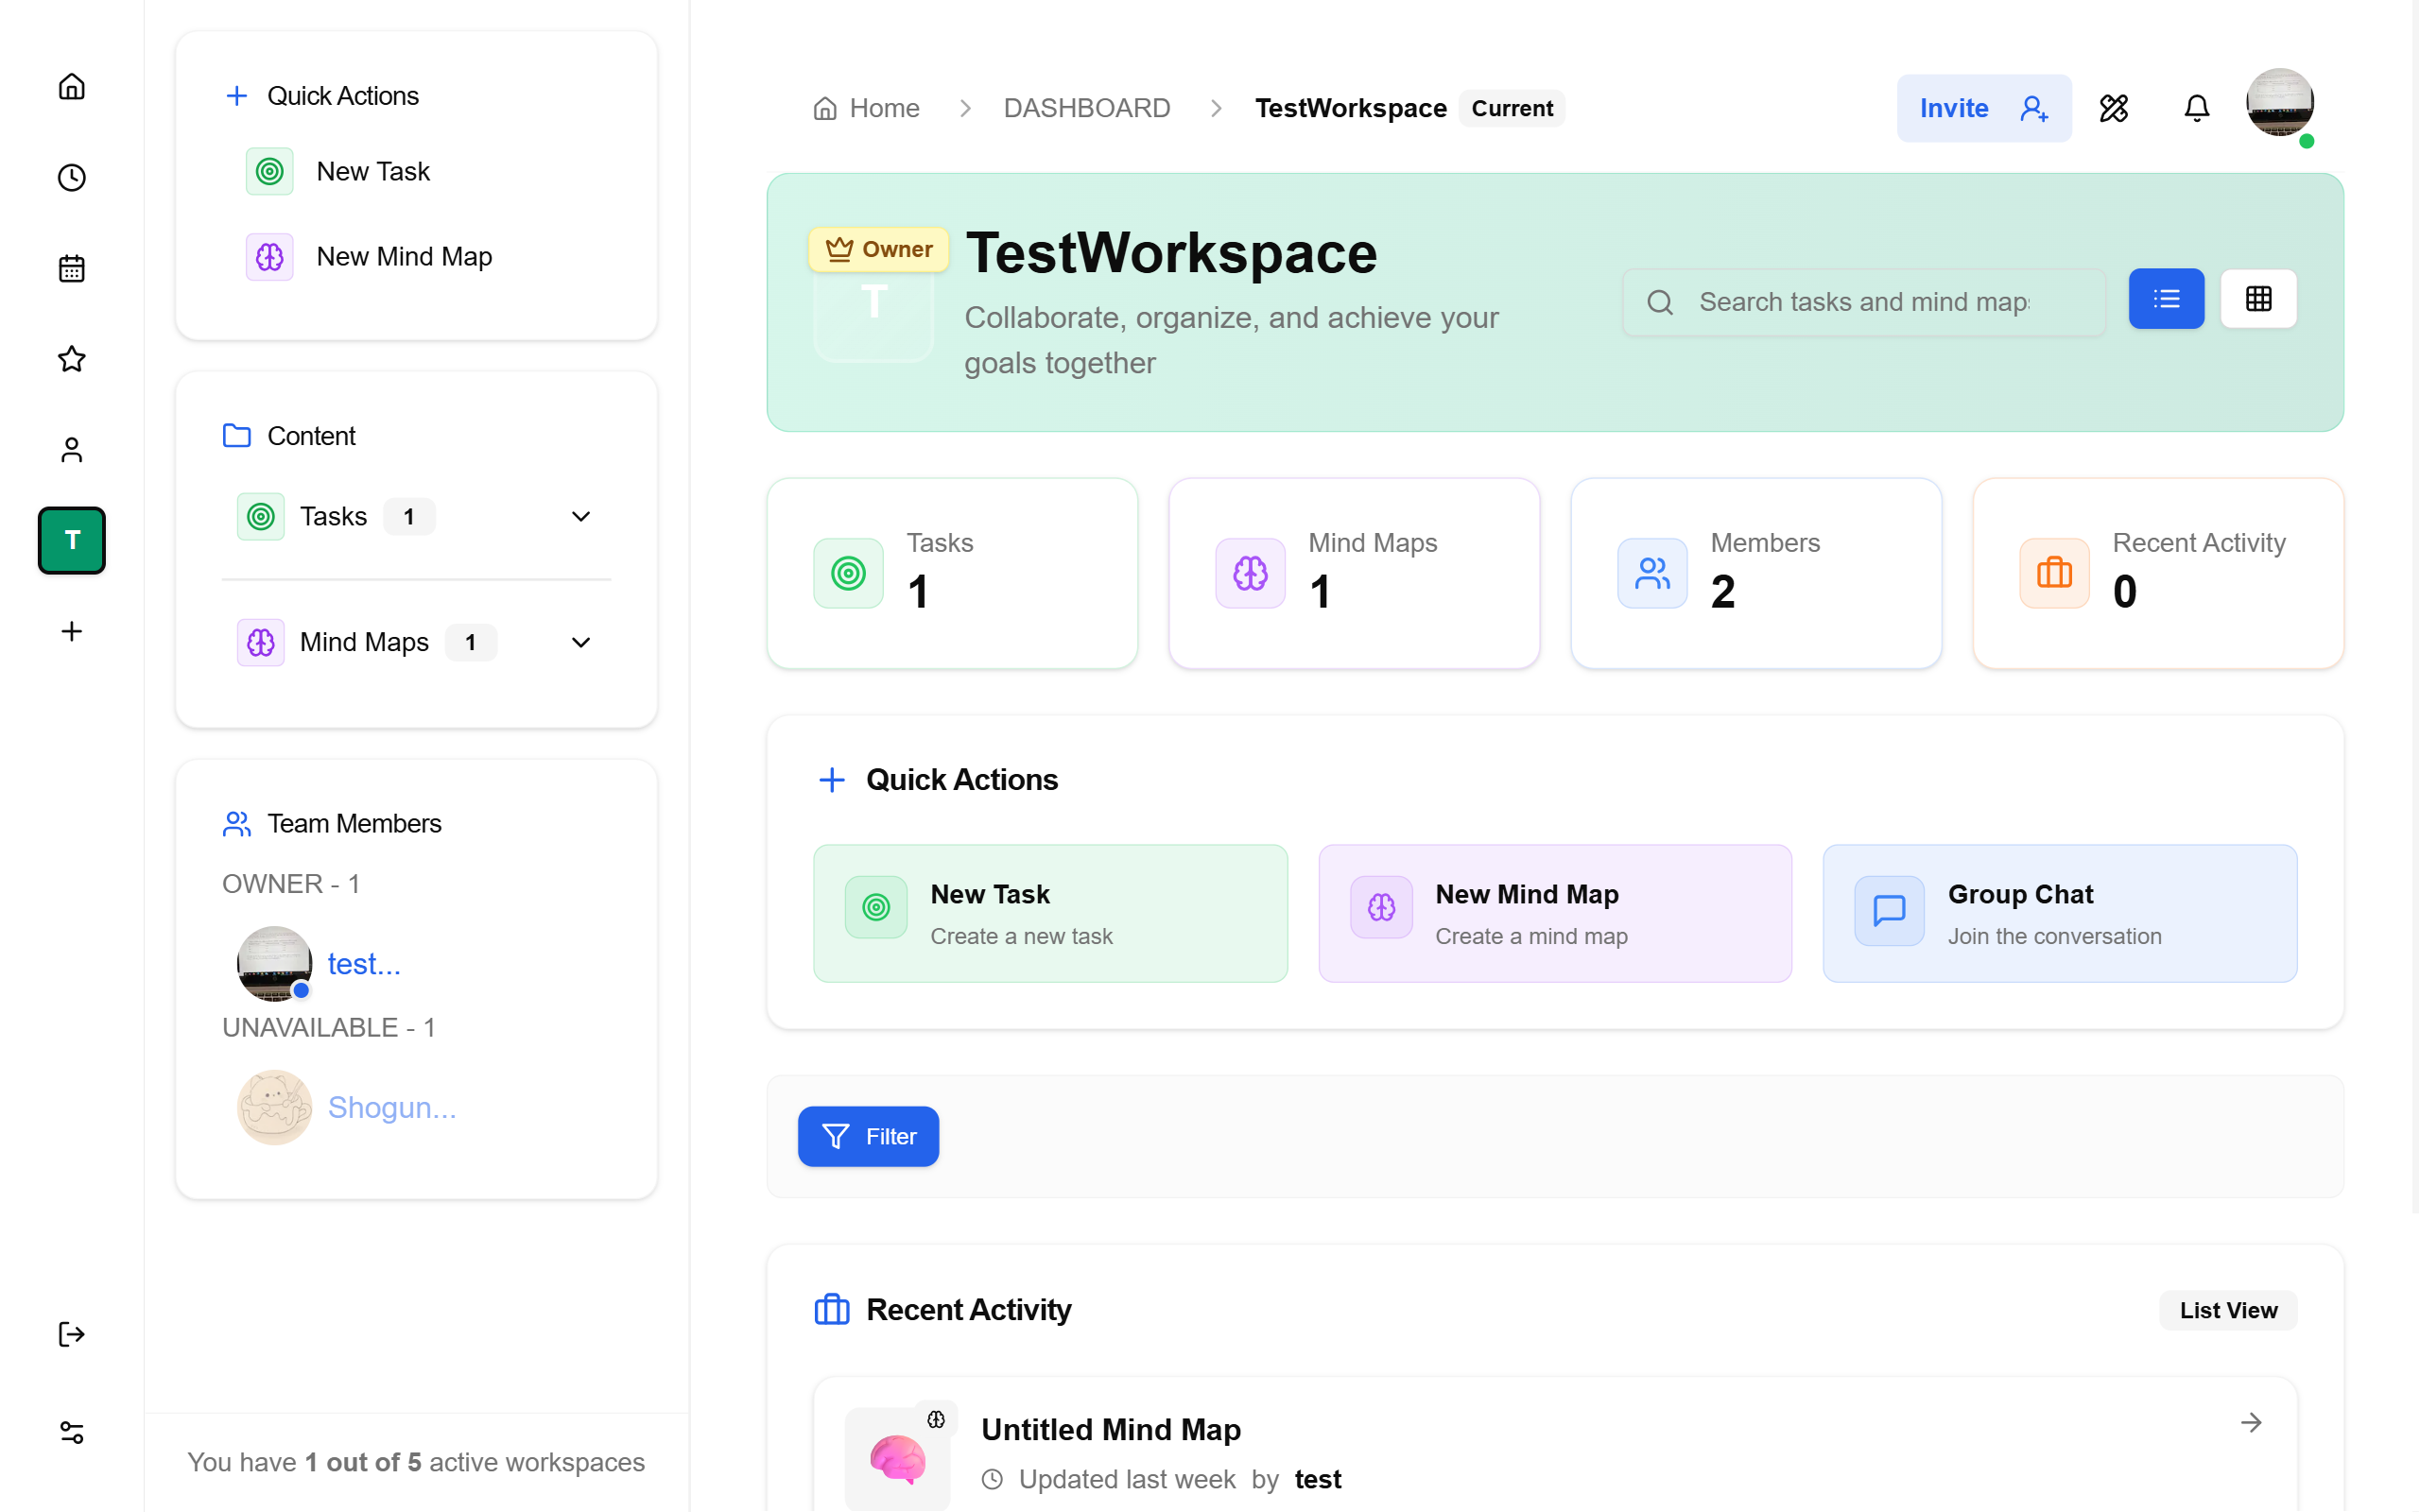 Quick Actions
New Task
New Mind Map
Content
Tasks 1
Mind Maps 1
Team Members
OWNER - 1
test...
UNAVAILABLE - 1
Shogun...
You have 1 out of 5 active workspaces
T
Home
DASHBOARD
TestWorkspace
Current
Invite
Owner
T
TestWorkspace
Collaborate, organize, and achieve your
goals together
Search tasks and mind maps
Tasks
1
Mind Maps
1
Members
2
Recent Activity
0
Quick Actions
New Task
Create a new task
New Mind Map
Create a mind map
Group Chat
Join the conversation
Filter
Recent Activity
List View
Untitled Mind Map
Updated last week by test